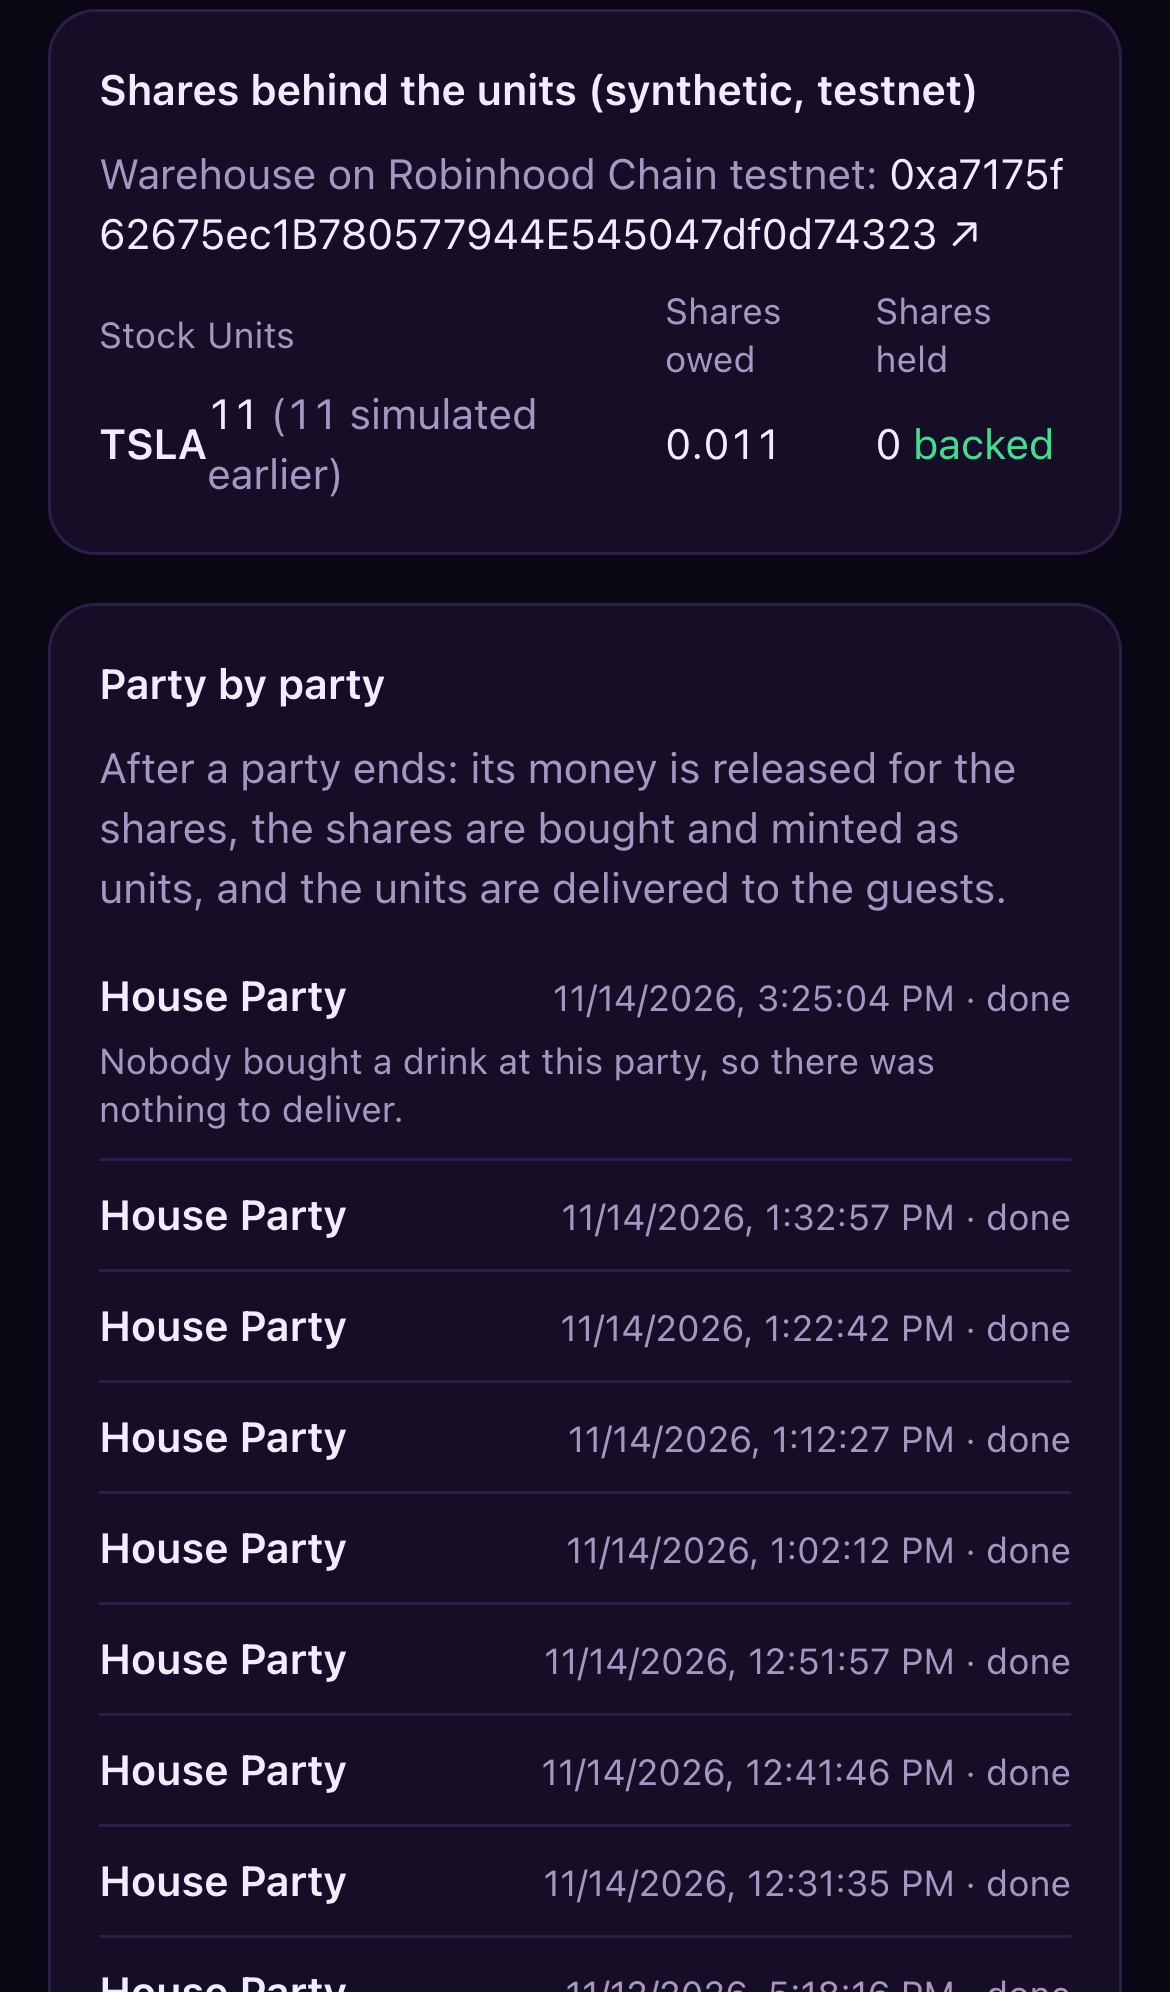 Shares behind the units (synthetic, testnet)
Warehouse on Robinhood Chain testnet: 0xa7175f
62675ec1B780577944E545047df0d74323 ↗
Stock Units Shares owed Shares held
TSLA 11 (11 simulated earlier) 0.011 0 backed
Party by party
After a party ends: its money is released for the
shares, the shares are bought and minted as
units, and the units are delivered to the guests.
House Party 11/14/2026, 3:25:04 PM · done
Nobody bought a drink at this party, so there was
nothing to deliver.
House Party 11/14/2026, 1:32:57 PM · done
House Party 11/14/2026, 1:22:42 PM · done
House Party 11/14/2026, 1:12:27 PM · done
House Party 11/14/2026, 1:02:12 PM · done
House Party 11/14/2026, 12:51:57 PM · done
House Party 11/14/2026, 12:41:46 PM · done
House Party 11/14/2026, 12:31:35 PM · done
House Party